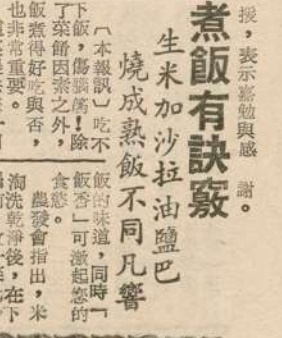 援，表示嘉勉與感謝。
煮飯有訣竅
生米加沙拉油鹽巴
燒成熟飯不同凡響
〔本報訊〕吃不
下飯，傷腦筋！除
了菜餚因素之外，
飯煮得好吃與否，
也非常重要。
飯的味道，同時「
飯香」可激起您的
食慾。
農發會指出，米
淘洗乾淨後，在下